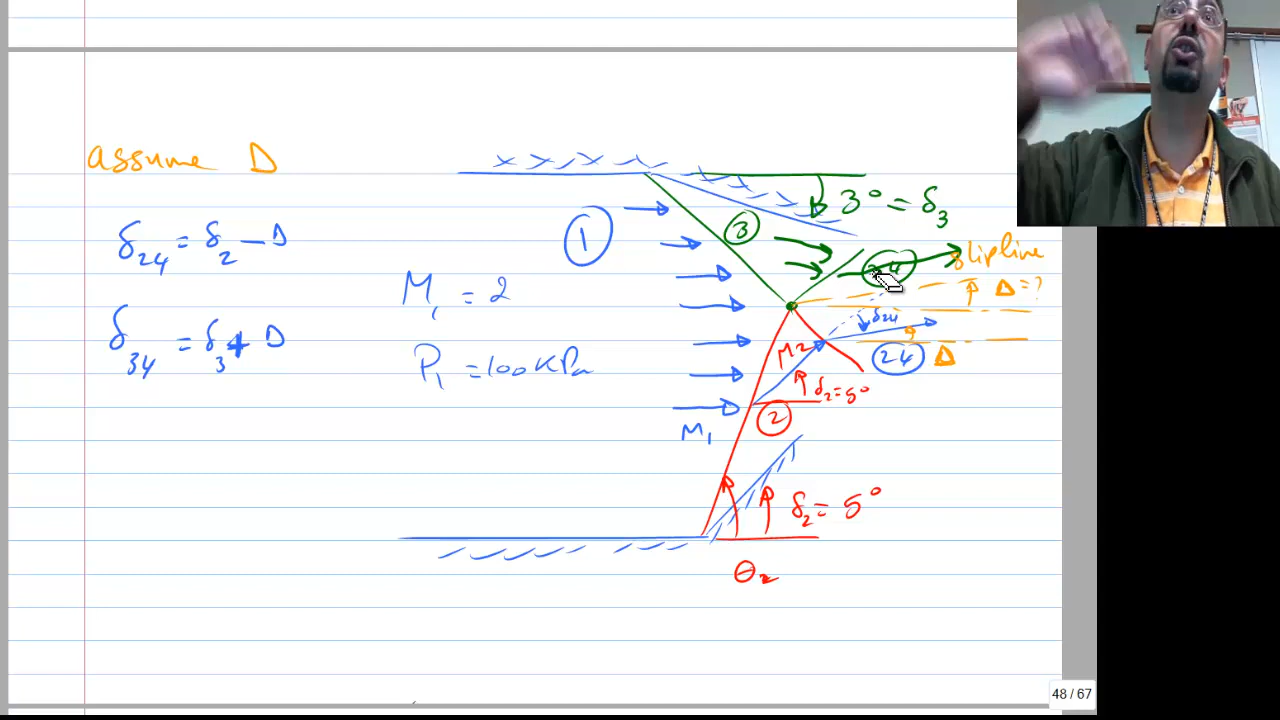 assume Δ
δ24 = δ2 - Δ
δ34 = δ3 + Δ
①
M1 = 2
P1 = 100 KPa
M1
3° = δ3
③
slipline
Δ = ?
δ24
M2
24
Δ
δ2 = 5°
②
δ2 = 5°
θ2
48 / 67